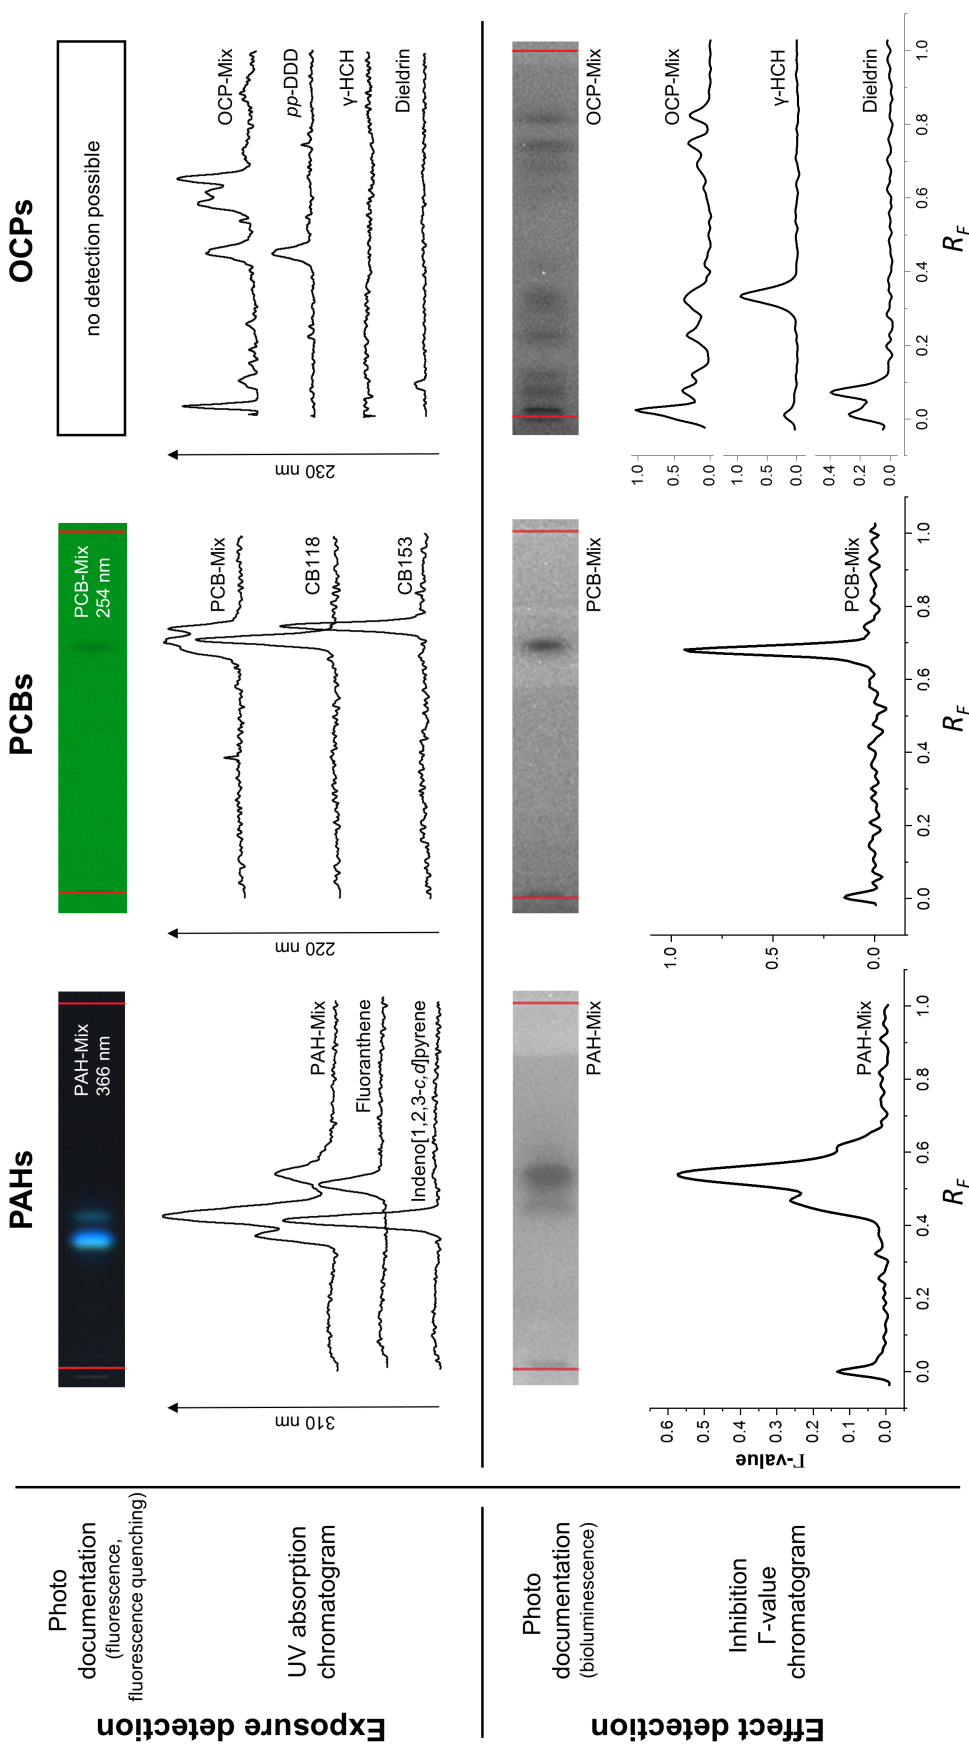 PAHs
PCBs
OCPs
Exposure detection
Photo
documentation
(fluorescence,
fluorescence quenching)
PAH-Mix
366 nm
PCB-Mix
254 nm
no detection possible
UV absorption
chromatogram
310 nm
PAH-Mix
Fluoranthene
Indeno[1,2,3-c,d]pyrene
220 nm
PCB-Mix
CB118
CB153
230 nm
OCP-Mix
pp-DDD
γ-HCH
Dieldrin
Effect detection
Photo
documentation
(bioluminescence)
PAH-Mix
PCB-Mix
OCP-Mix
Inhibition
Γ-value
chromatogram
Γ-value
0.6
0.5
0.4
0.3
0.2
0.1
0.0
PAH-Mix
0.0 0.2 0.4 0.6 0.8 1.0
RF
1.0
0.5
0.0
PCB-Mix
0.0 0.2 0.4 0.6 0.8 1.0
RF
1.0
0.5
0.0
OCP-Mix
1.0
0.5
0.0
γ-HCH
0.4
0.2
0.0
Dieldrin
0.0 0.2 0.4 0.6 0.8 1.0
RF